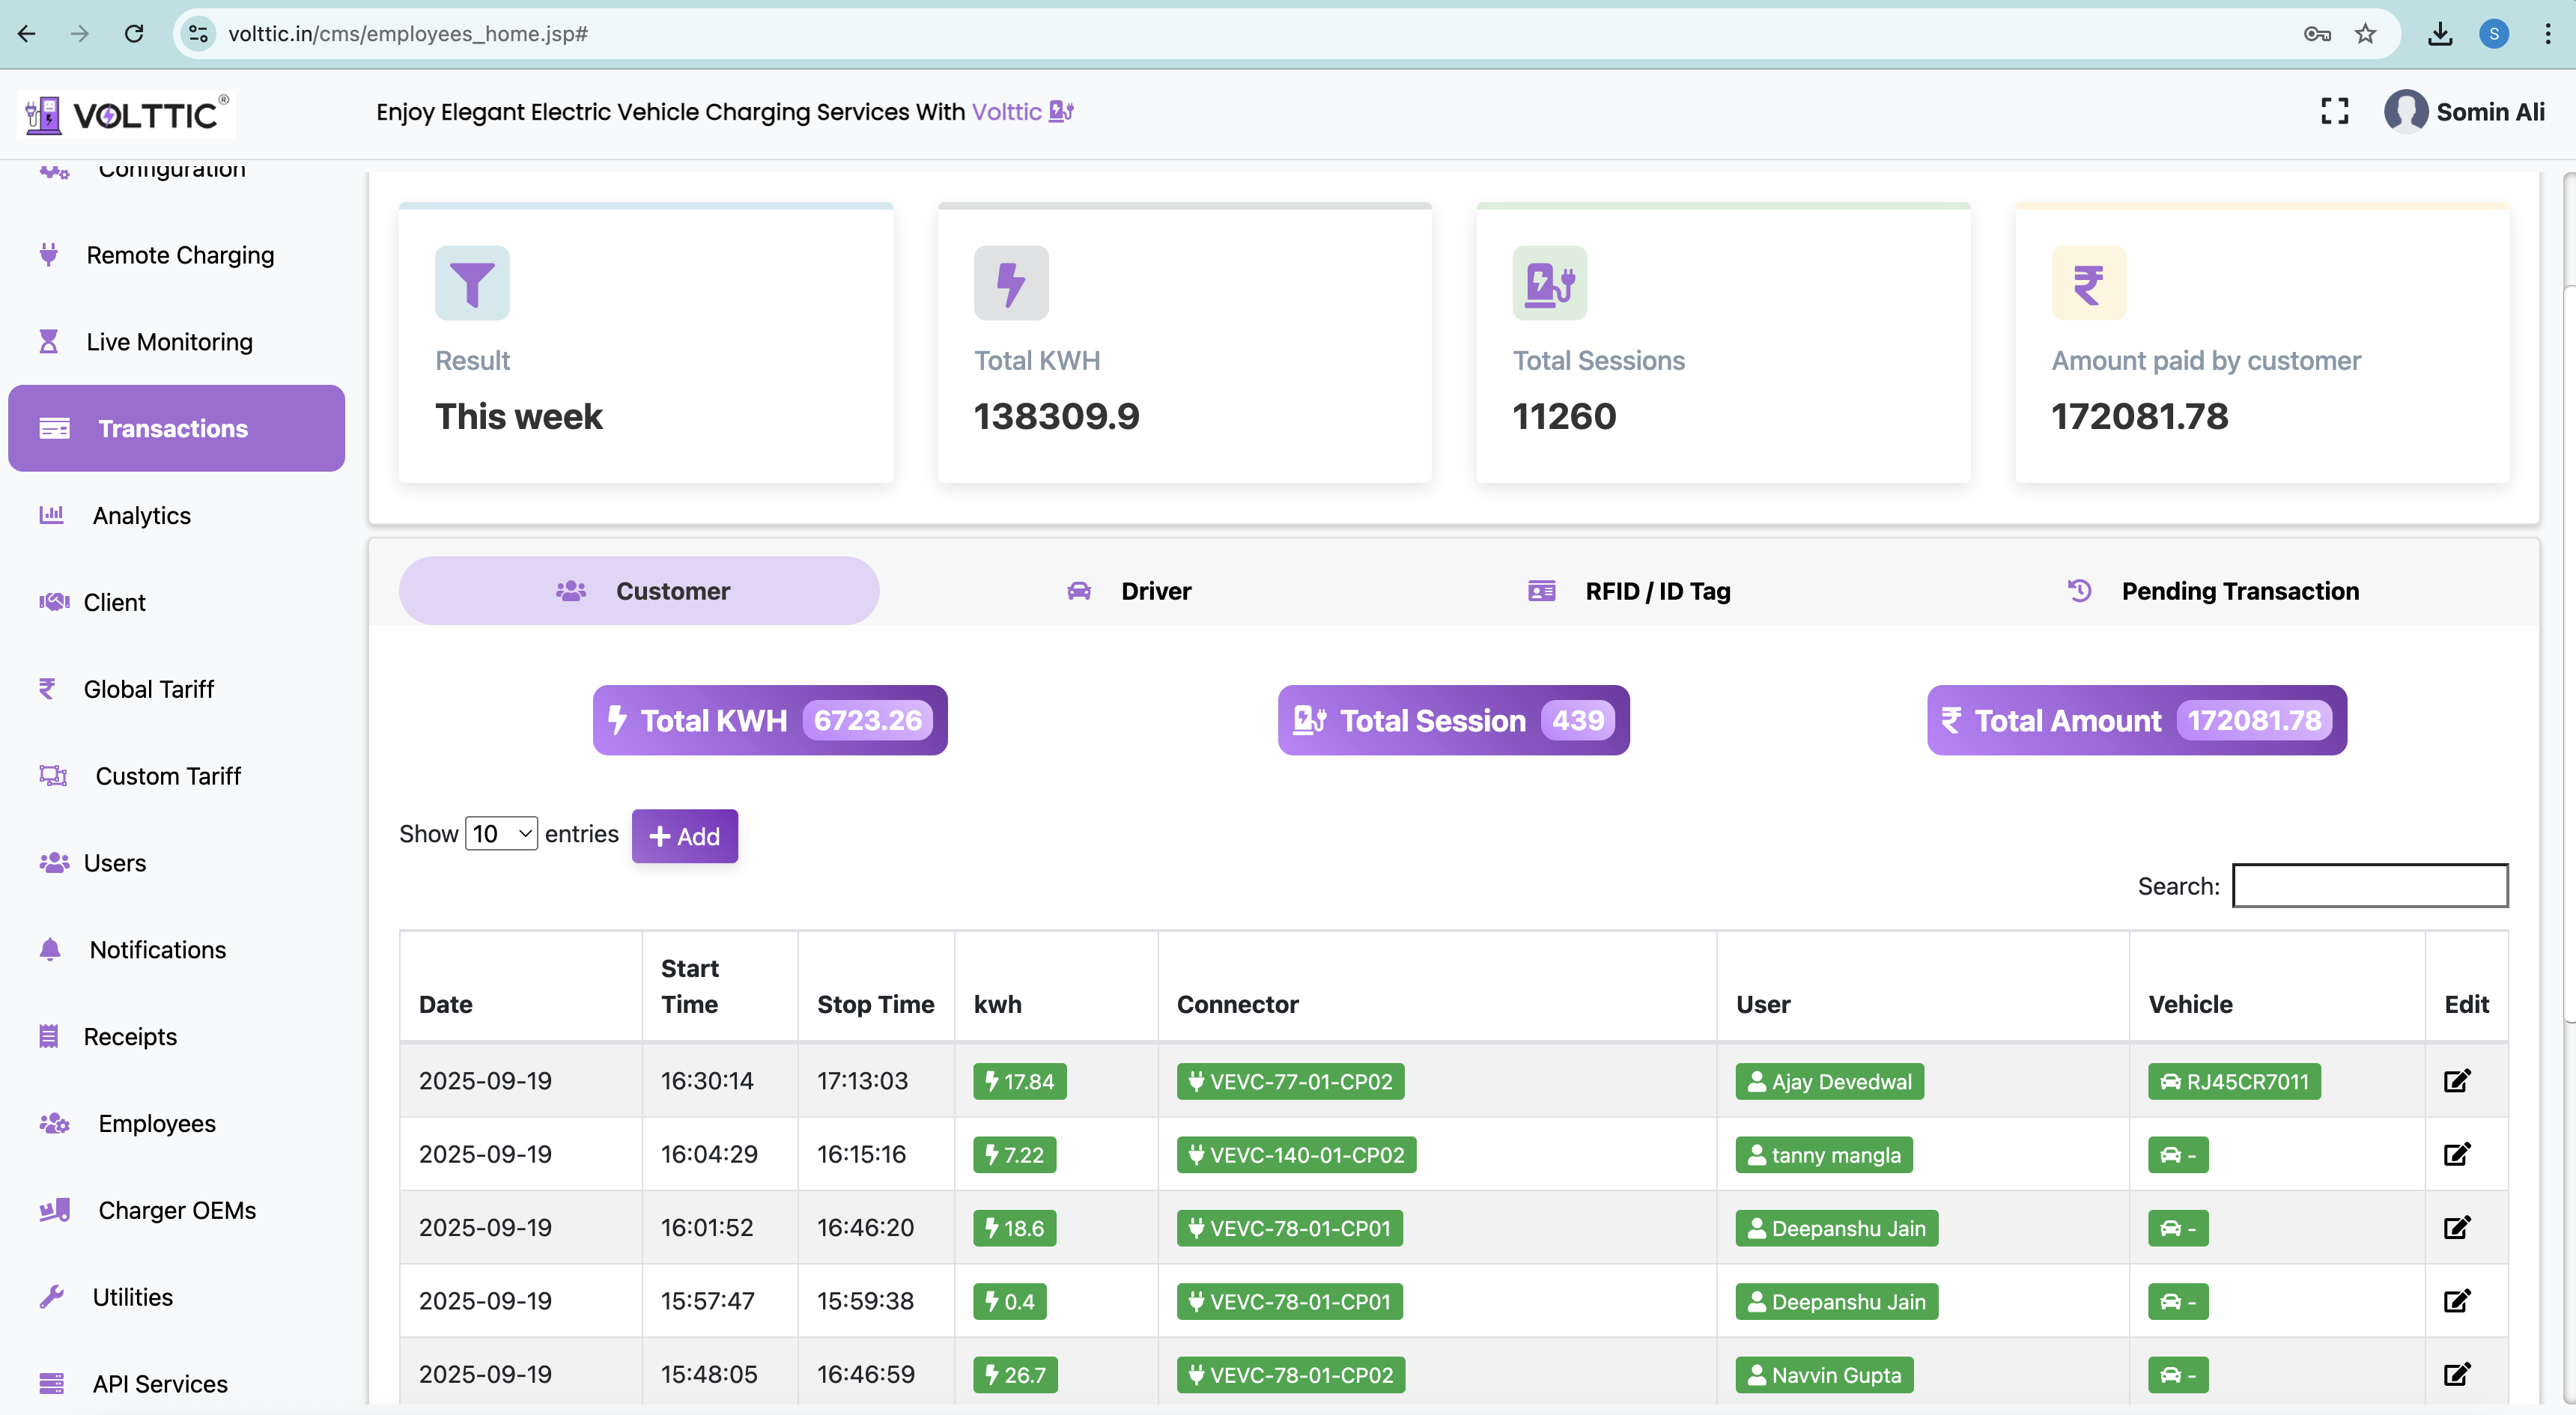 volttic.in/cms/employees_home.jsp#
S
VOLTTIC®
Enjoy Elegant Electric Vehicle Charging Services With Volttic
Somin Ali
Configuration
Remote Charging
Live Monitoring
Transactions
Analytics
Client
Global Tariff
Custom Tariff
Users
Notifications
Receipts
Employees
Charger OEMs
Utilities
API Services
Result
This week
Total KWH
138309.9
Total Sessions
11260
₹
Amount paid by customer
172081.78
Customer
Driver
RFID / ID Tag
Pending Transaction
Total KWH 6723.26
Total Session 439
₹ Total Amount 172081.78
Show 10 entries
+ Add
Search:
Date Start Time Stop Time kwh Connector User Vehicle Edit
2025-09-19 16:30:14 17:13:03 17.84 VEVC-77-01-CP02 Ajay Devedwal RJ45CR7011
2025-09-19 16:04:29 16:15:16 7.22 VEVC-140-01-CP02 tanny mangla -
2025-09-19 16:01:52 16:46:20 18.6 VEVC-78-01-CP01 Deepanshu Jain -
2025-09-19 15:57:47 15:59:38 0.4 VEVC-78-01-CP01 Deepanshu Jain -
2025-09-19 15:48:05 16:46:59 26.7 VEVC-78-01-CP02 Navvin Gupta -